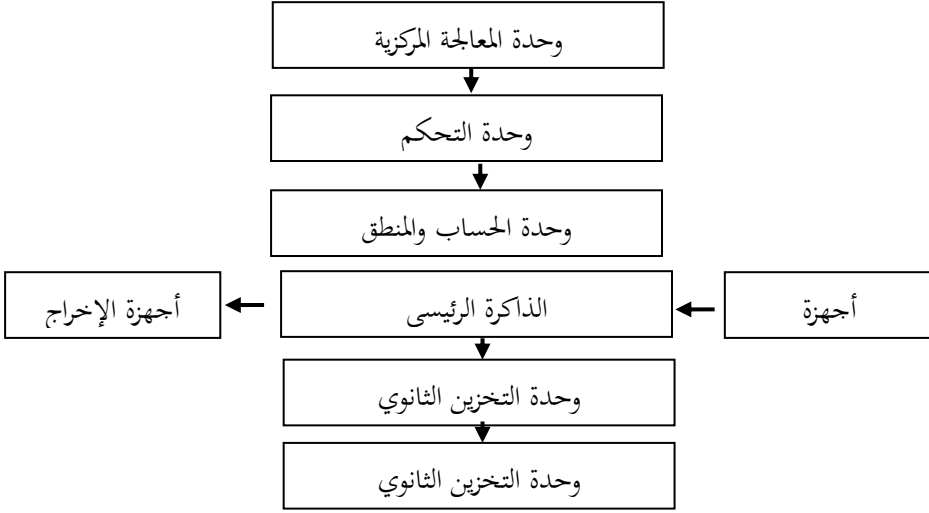 وحدة المعالجة المركزية
وحدة التحكم
وحدة الحساب والمنطق
أجهزة
الذاكرة الرئيسى
أجهزة الإخراج
وحدة التخزين الثانوي
وحدة التخزين الثانوي